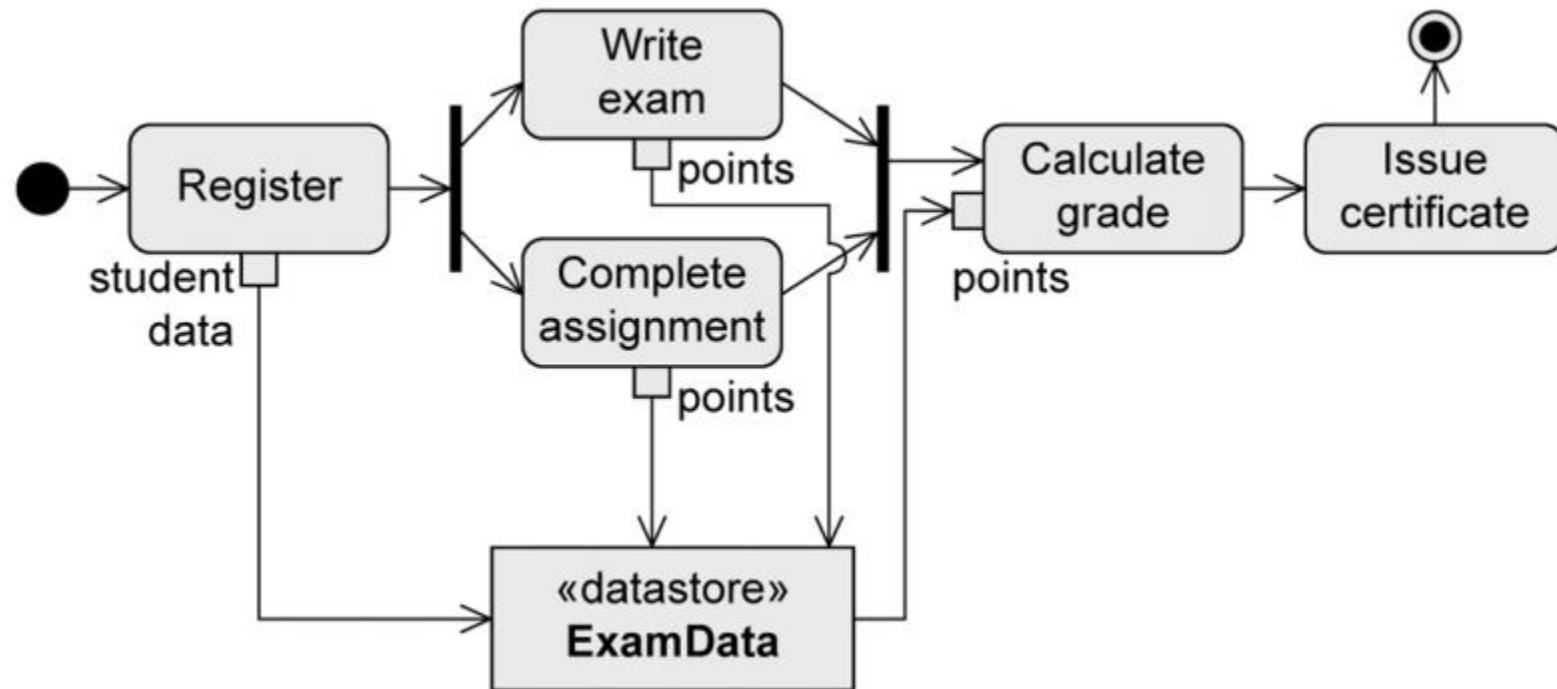 Write
exam
points
Register
student
data
Complete
assignment
points
Calculate
grade
points
Issue
certificate
«datastore»
ExamData